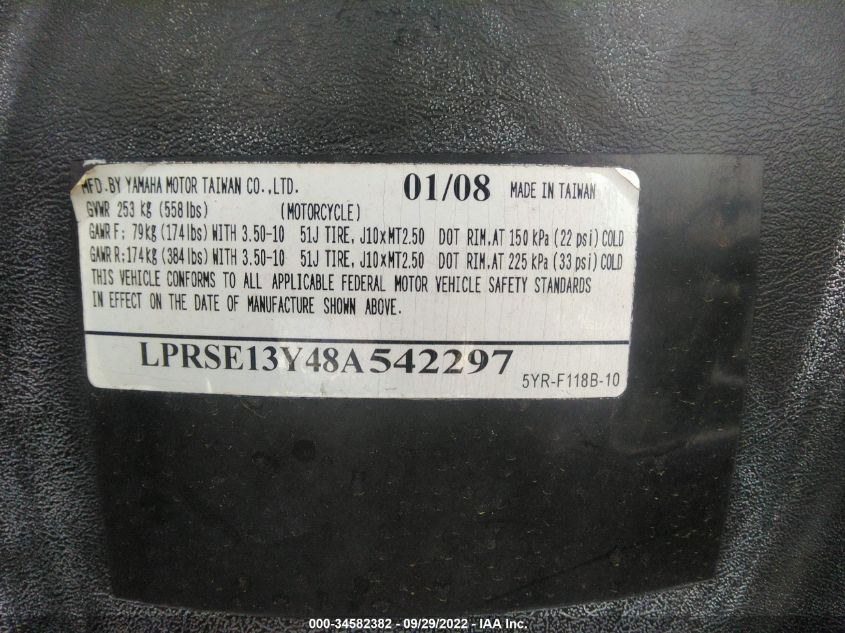 MFD.BY YAMAHA MOTOR TAIWAN CO.,LTD. 01/08 MADE IN TAIWAN
GVWR 253 kg (558 lbs) (MOTORCYCLE)
GAWR F: 79kg (174 lbs) WITH 3.50-10 51J TIRE, J10xMT2.50 DOT RIM,AT 150 kPa (22 psi) COLD
GAWR R:174kg (384 lbs) WITH 3.50-10 51J TIRE, J10xMT2.50 DOT RIM,AT 225 kPa (33 psi) COLD
THIS VEHICLE CONFORMS TO ALL APPLICABLE FEDERAL MOTOR VEHICLE SAFETY STANDARDS
IN EFFECT ON THE DATE OF MANUFACTURE SHOWN ABOVE.
LPRSE13Y48A542297
5YR-F118B-10
000-34582382 - 09/29/2022 - IAA Inc.